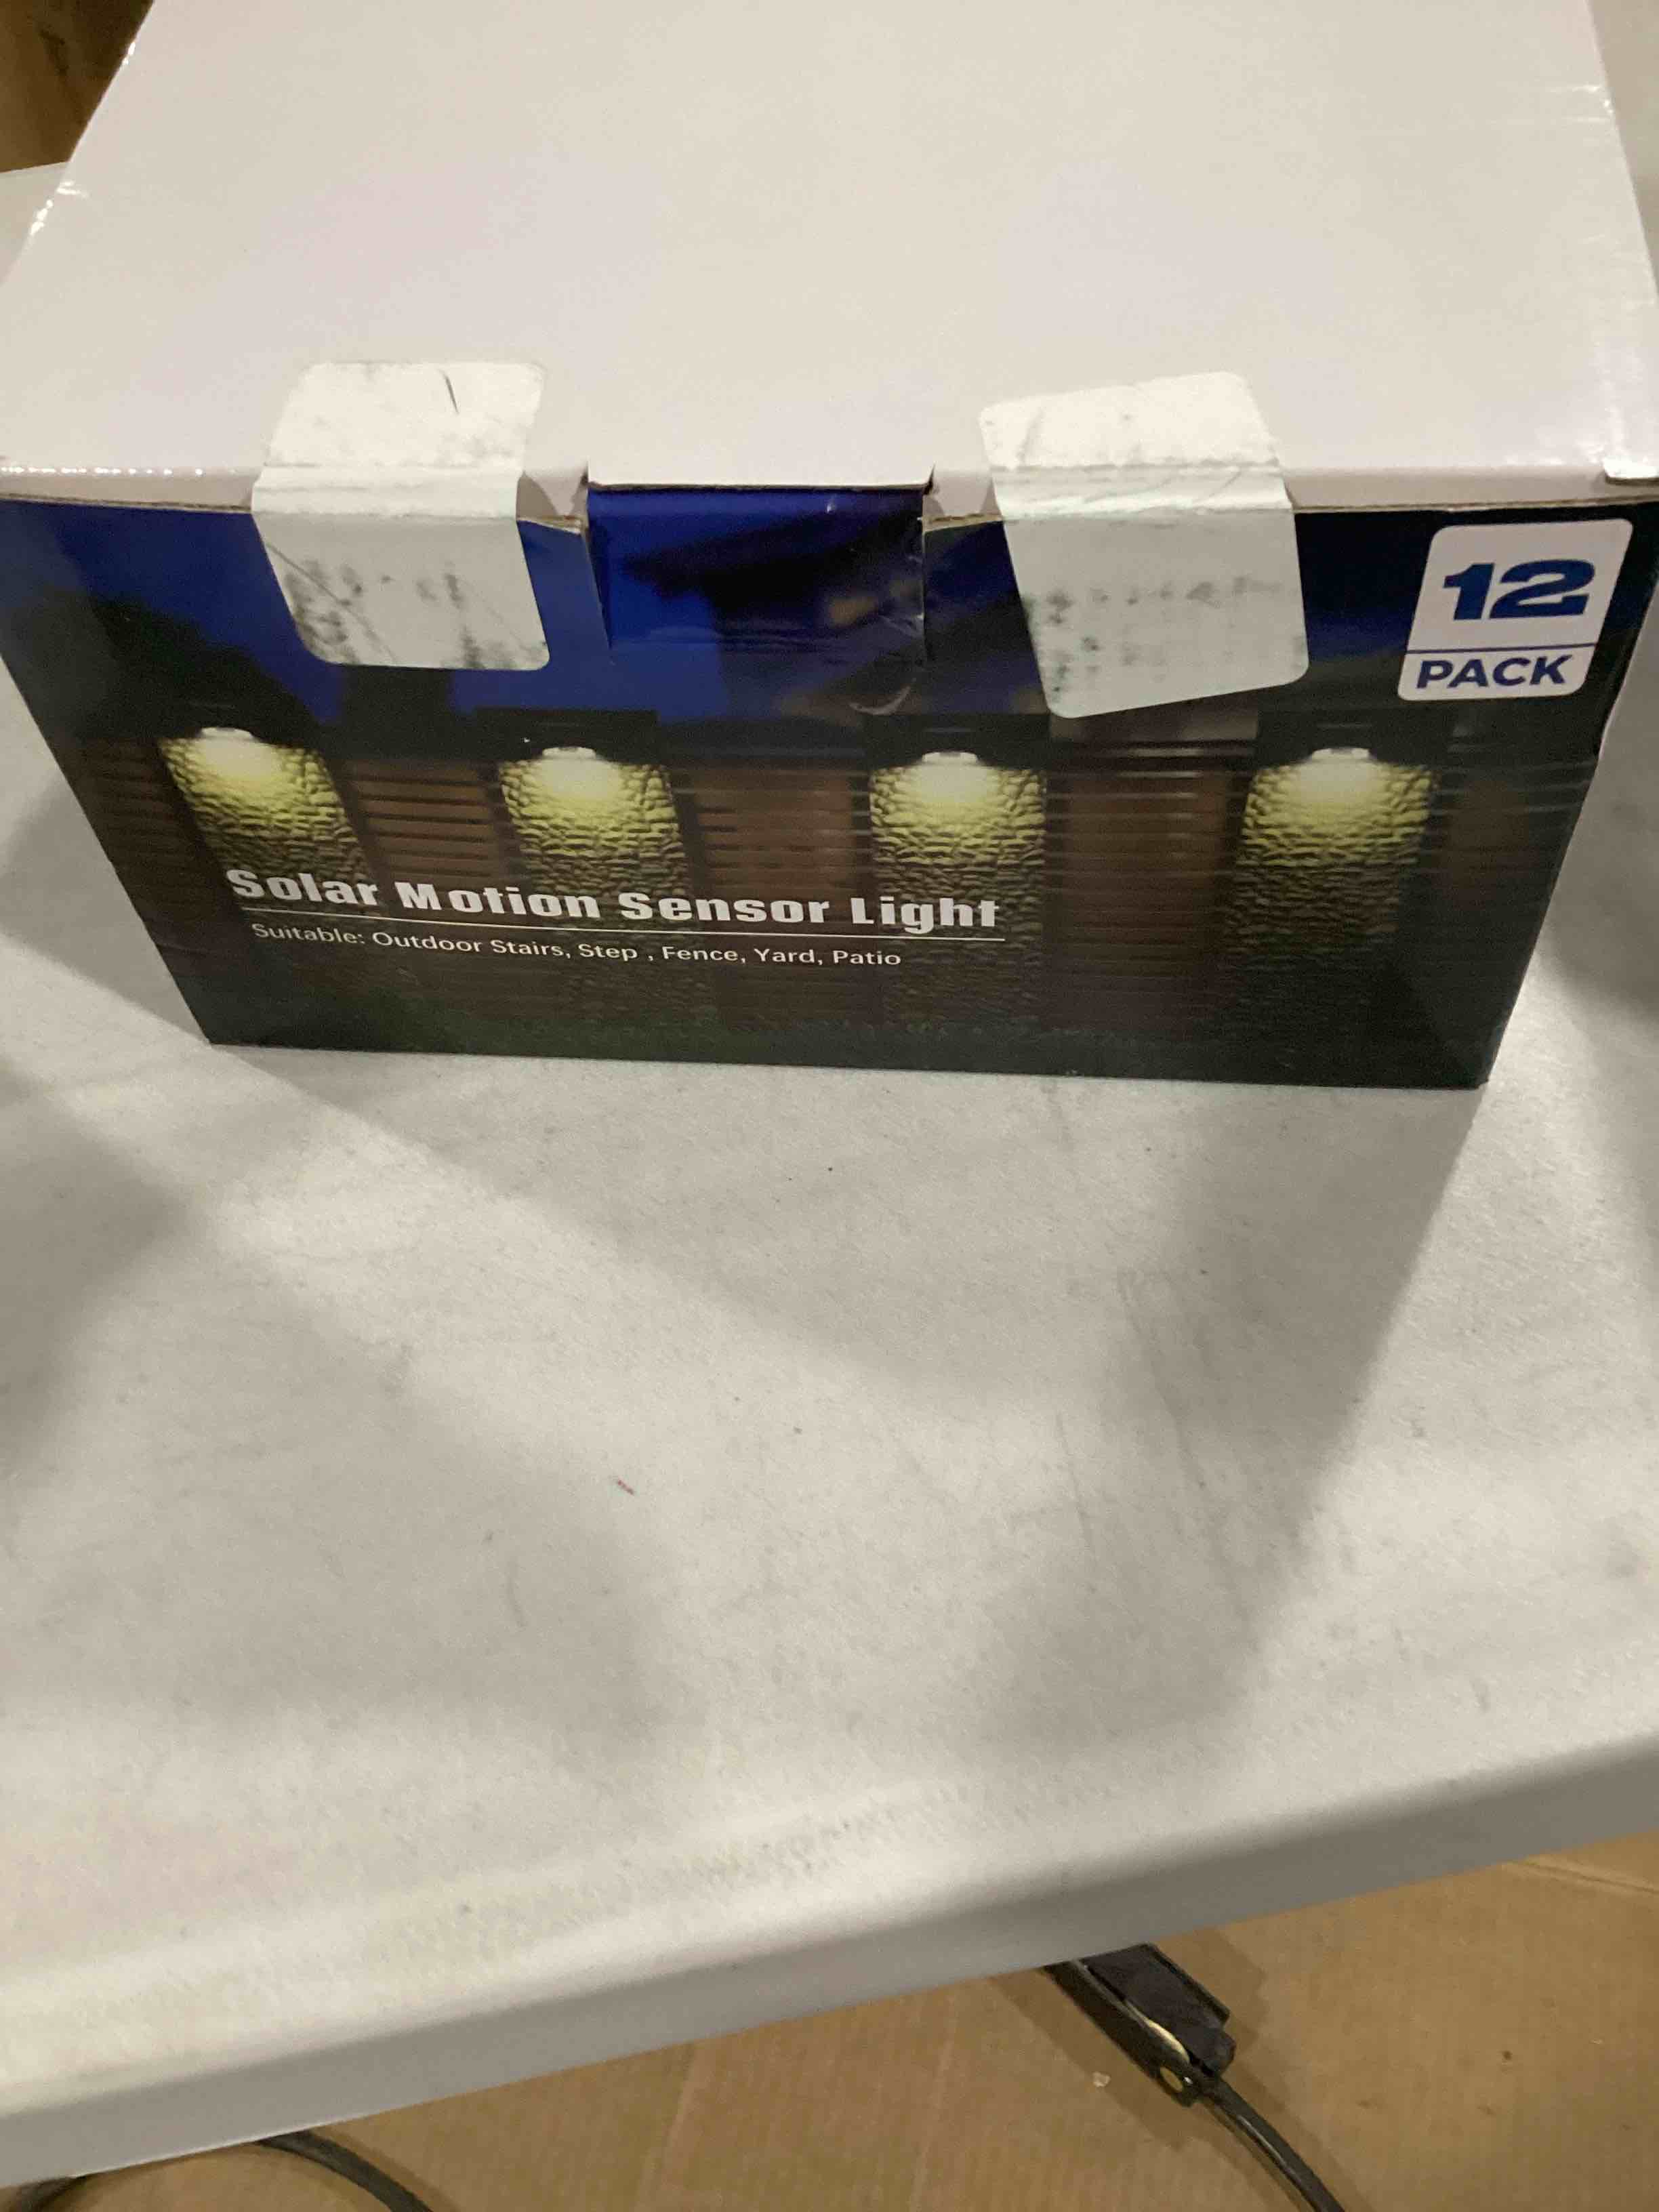 12
PACK
Solar Motion Sensor Light
Suitable: Outdoor Stairs, Step , Fence, Yard, Patio